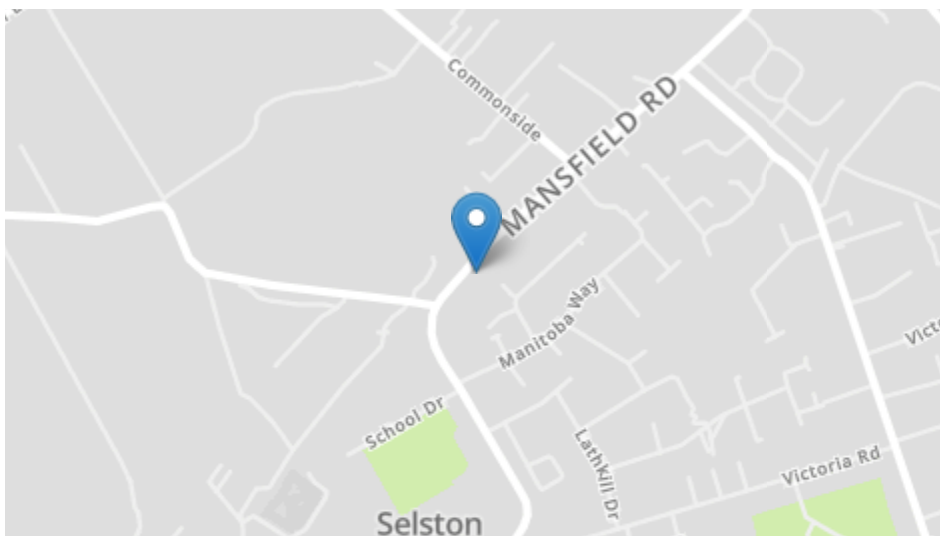 Commonside
MANSFIELD RD
Manitoba Way
School Dr
Lathkill Dr
Victoria Rd
Selston